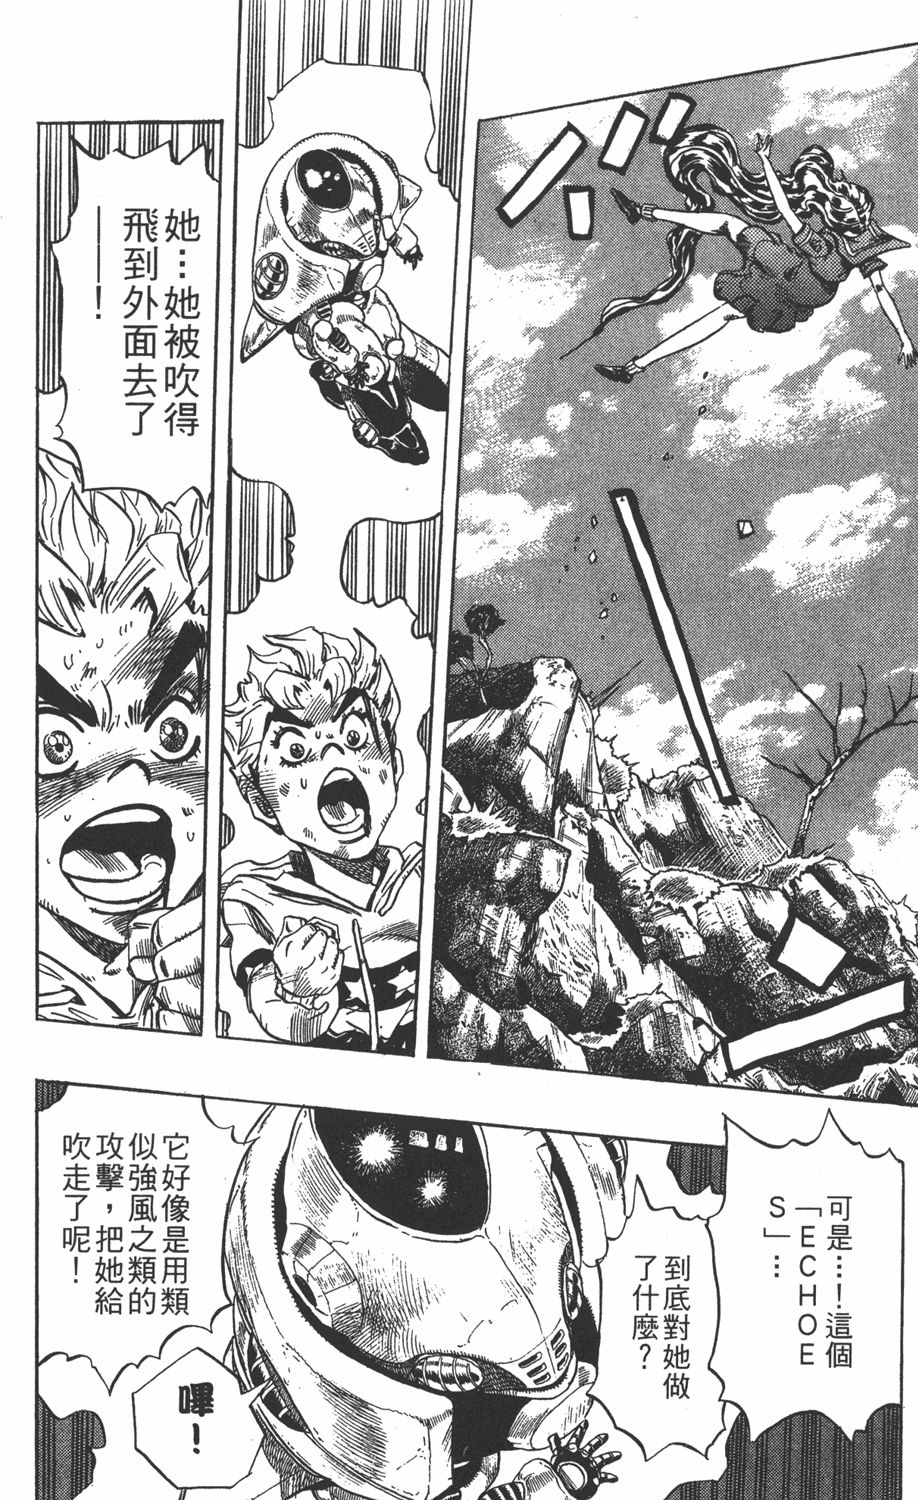 她…她被吹得
飛到外面去了
——！
可是…！這個
「ECHOE
S」…
到底對她做
了什麼？
它好像是用類
似強風之類的
攻擊，把她給
吹走了呢！
嗶！